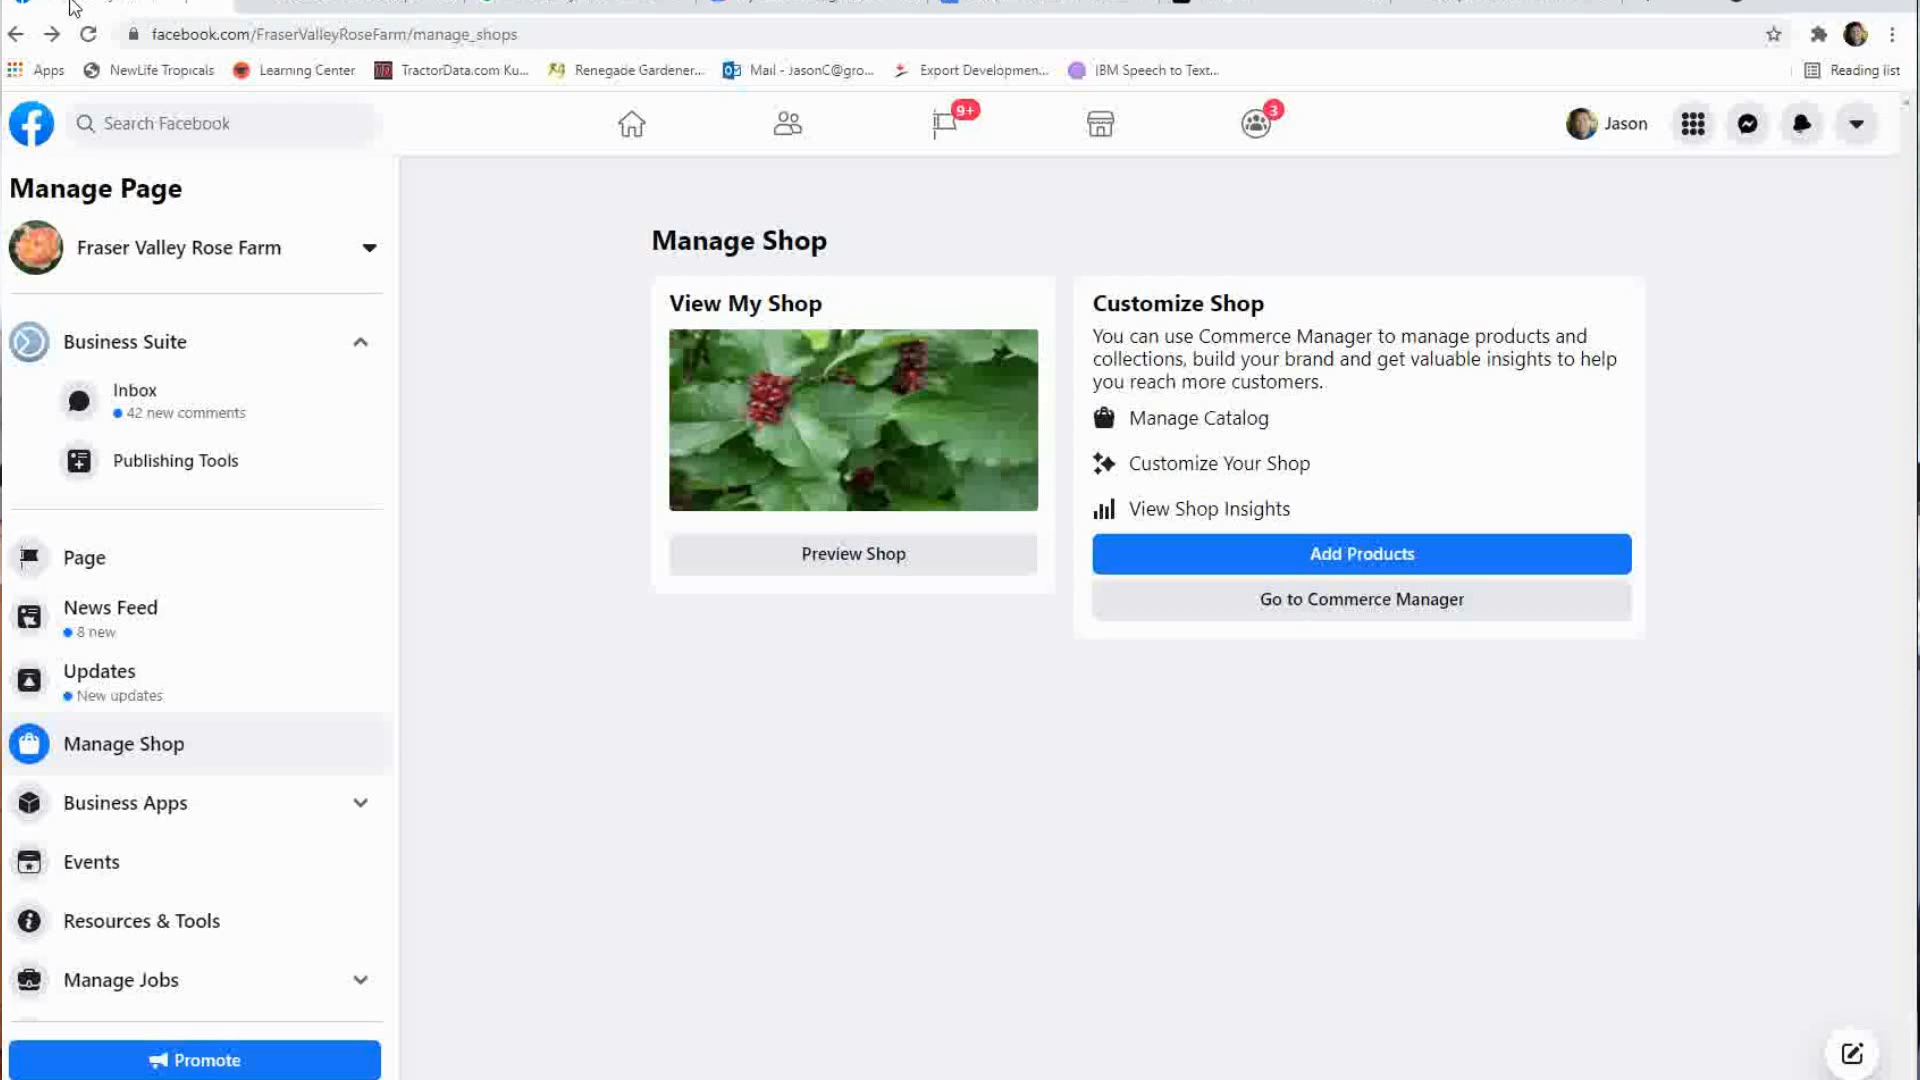 facebook.com/FraserValleyRoseFarm/manage_shops
Apps
NewLife Tropicals
Learning Center
TractorData.com Ku...
Renegade Gardener...
Mail - JasonC@gro...
Export Developmen...
IBM Speech to Text...
Reading list
Search Facebook
9+
3
Jason
Manage Page
Fraser Valley Rose Farm
Business Suite
Inbox
42 new comments
Publishing Tools
Page
News Feed
8 new
Updates
New updates
Manage Shop
Business Apps
Events
Resources & Tools
Manage Jobs
Promote
Manage Shop
View My Shop
Preview Shop
Customize Shop
You can use Commerce Manager to manage products and
collections, build your brand and get valuable insights to help
you reach more customers.
Manage Catalog
Customize Your Shop
View Shop Insights
Add Products
Go to Commerce Manager